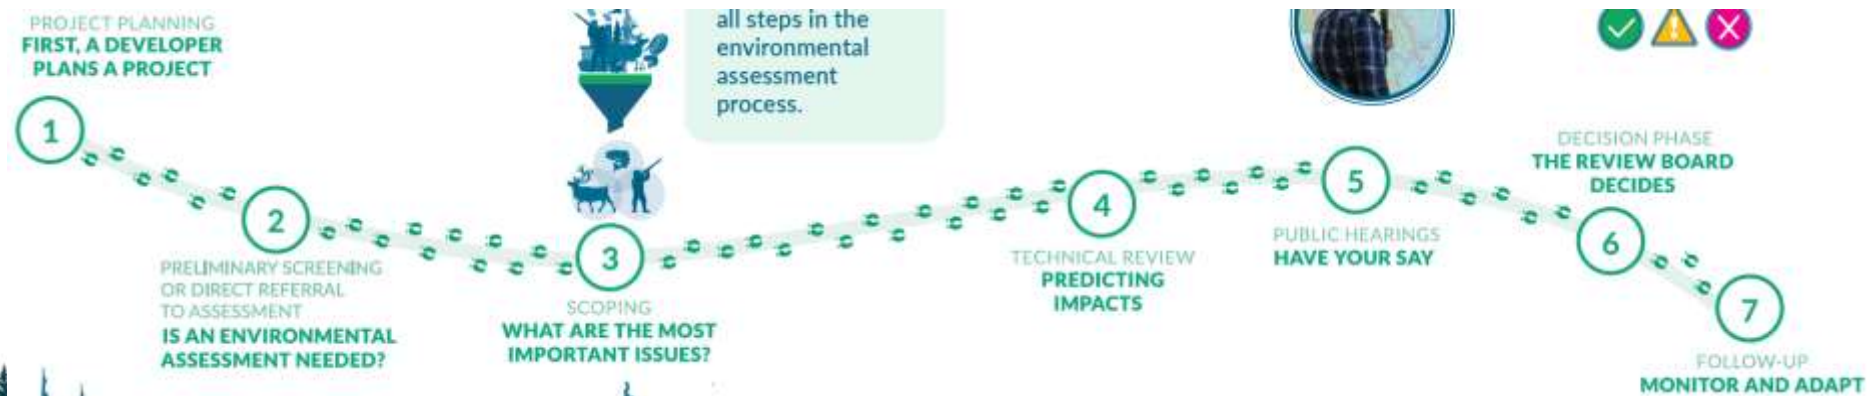 PROJECT PLANNING
FIRST, A DEVELOPER
PLANS A PROJECT
1
2
PRELIMINARY SCREENING
OR DIRECT REFERRAL
TO ASSESSMENT
IS AN ENVIRONMENTAL
ASSESSMENT NEEDED?
all steps in the
environmental
assessment
process.
3
SCOPING
WHAT ARE THE MOST
IMPORTANT ISSUES?
4
TECHNICAL REVIEW
PREDICTING
IMPACTS
5
PUBLIC HEARINGS
HAVE YOUR SAY
DECISION PHASE
THE REVIEW BOARD
DECIDES
6
7
FOLLOW-UP
MONITOR AND ADAPT